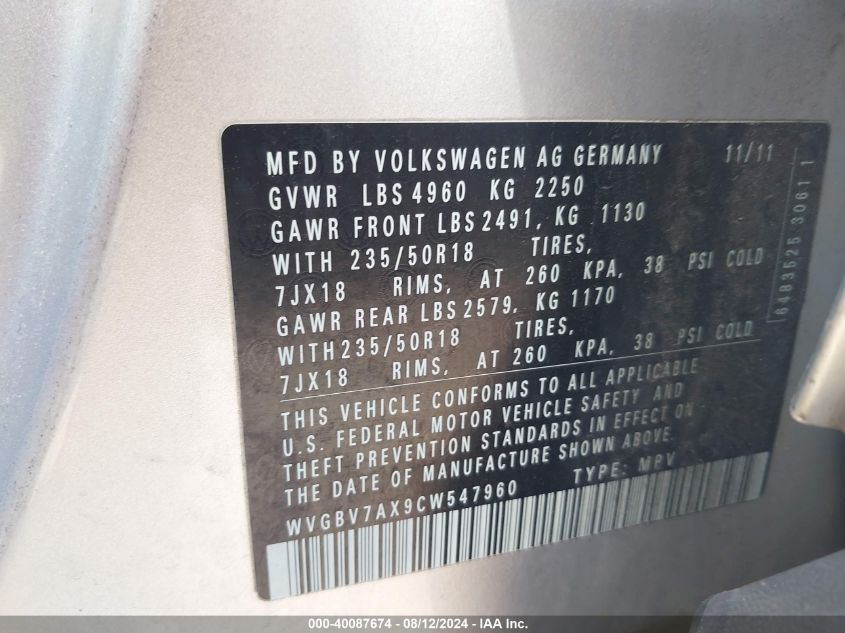 MFD BY VOLKSWAGEN AG GERMANY 11/11
GVWR LBS 4960 KG 2250
GAWR FRONT LBS 2491, KG 1130
WITH 235/50R18 TIRES,
7JX18 RIMS, AT 260 KPA, 38 PSI COLD
GAWR REAR LBS 2579, KG 1170
WITH 235/50R18 TIRES,
7JX18 RIMS, AT 260 KPA, 38 PSI COLD
THIS VEHICLE CONFORMS TO ALL APPLICABLE
U.S. FEDERAL MOTOR VEHICLE SAFETY AND
THEFT PREVENTION STANDARDS IN EFFECT ON
THE DATE OF MANUFACTURE SHOWN ABOVE.
WVGBV7AX9CW547960 TYPE: MPV
6483525 3061 1
000-40087674 - 08/12/2024 - IAAI.com